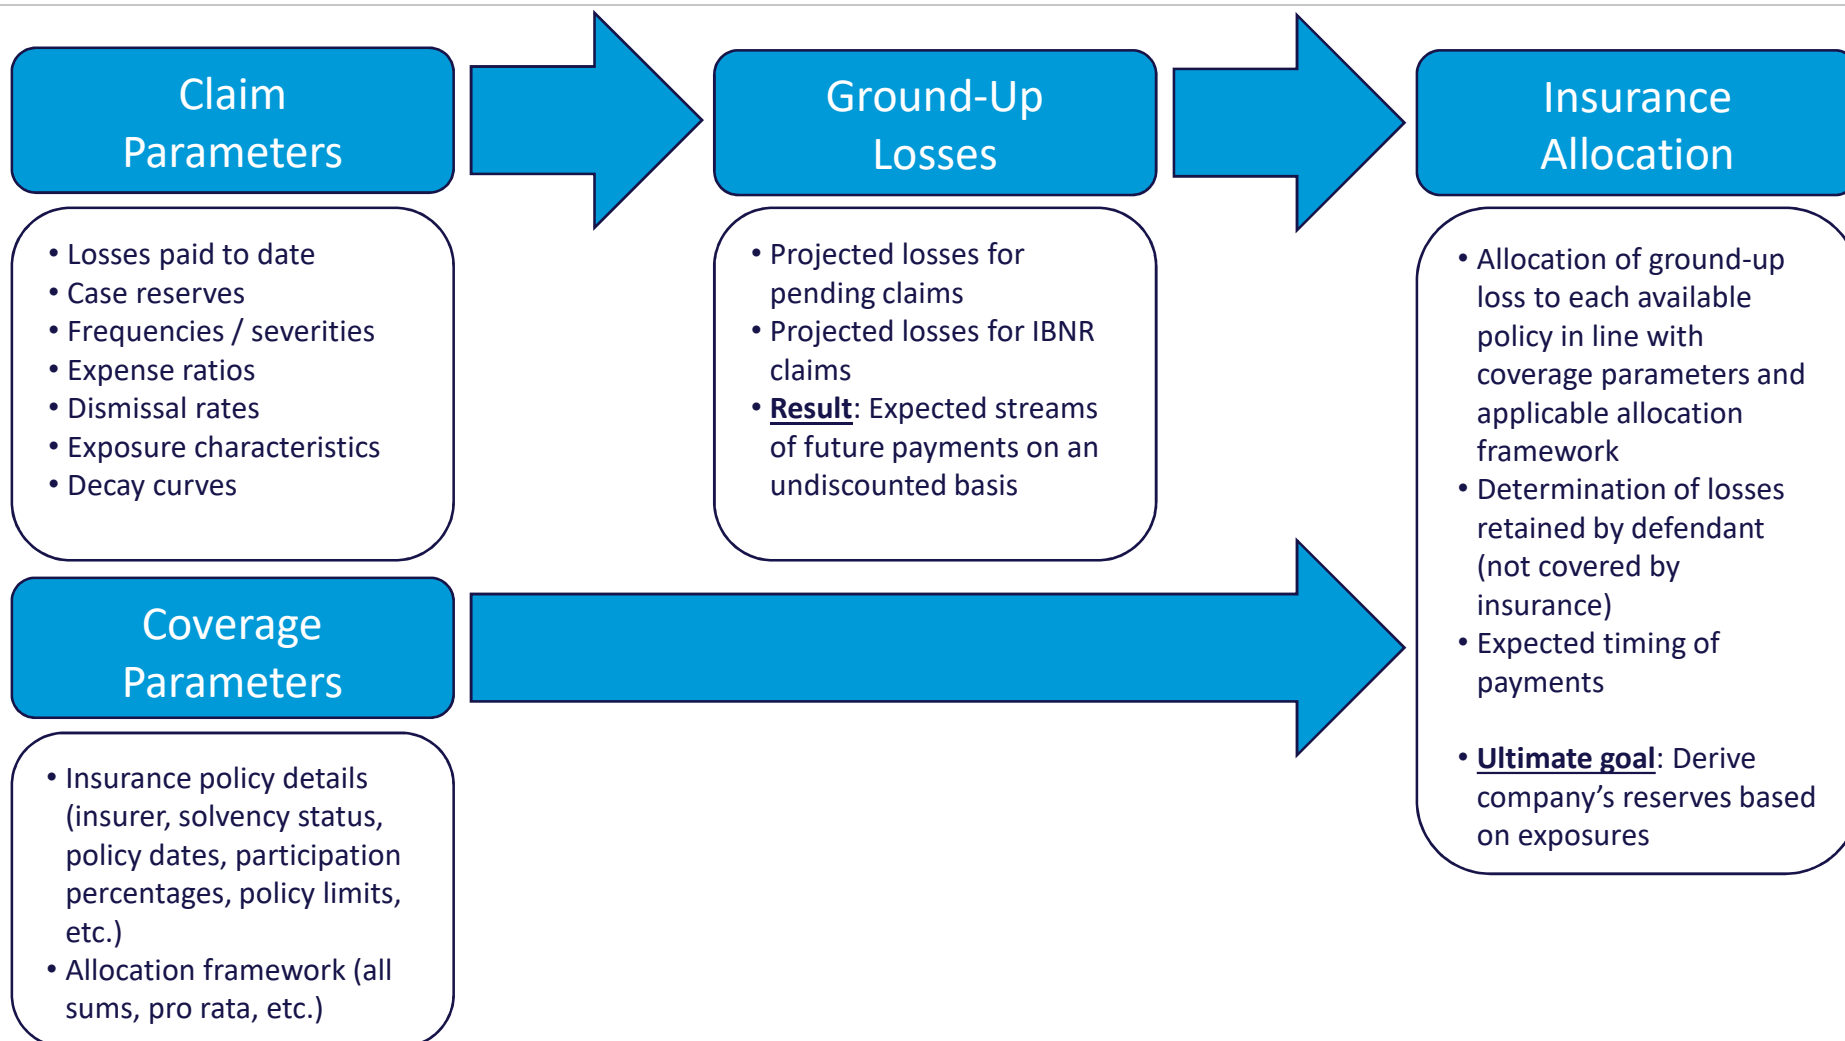 Claim
Parameters
• Losses paid to date
• Case reserves
• Frequencies / severities
• Expense ratios
• Dismissal rates
• Exposure characteristics
• Decay curves
Ground-Up
Losses
• Projected losses for
pending claims
• Projected losses for IBNR
claims
• Result: Expected streams
of future payments on an
undiscounted basis
Coverage
Parameters
• Insurance policy details
(insurer, solvency status,
policy dates, participation
percentages, policy limits,
etc.)
• Allocation framework (all
sums, pro rata, etc.)
Insurance
Allocation
• Allocation of ground-up
loss to each available
policy in line with
coverage parameters and
applicable allocation
framework
• Determination of losses
retained by defendant
(not covered by
insurance)
• Expected timing of
payments
• Ultimate goal: Derive
company’s reserves based
on exposures